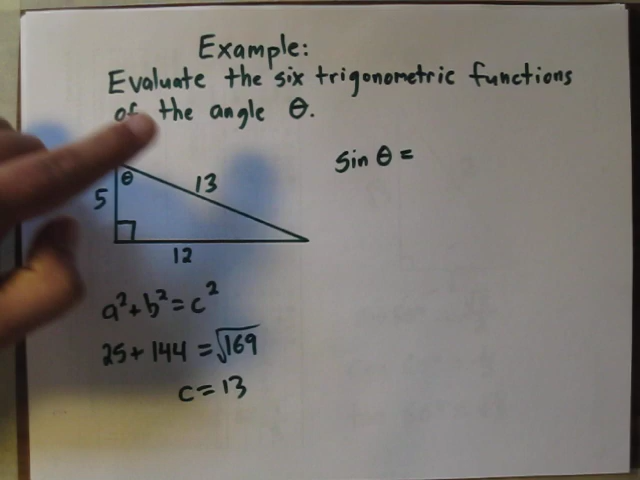 Example:
Evaluate the six trigonometric functions
of the angle θ.
sin θ =
θ
13
5
12
a²+b²=c²
25+144=√169
c=13